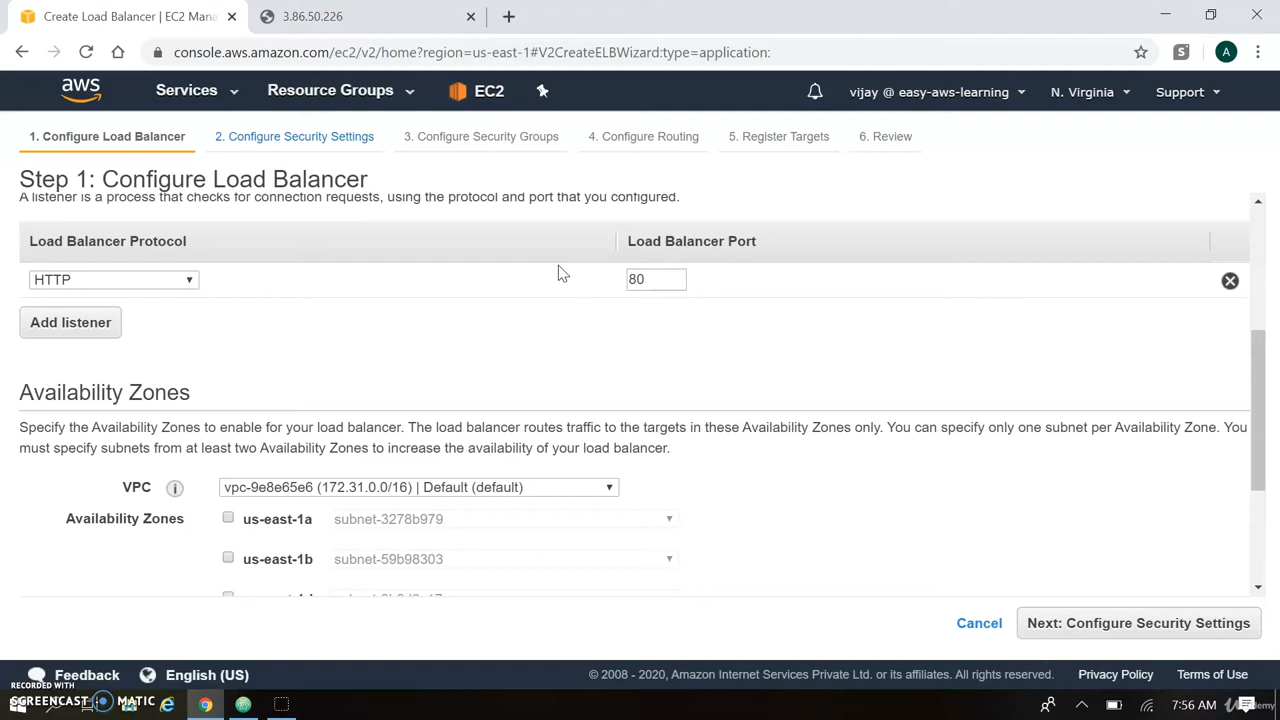 Create Load Balancer | EC2 Mana
3.86.50.226
console.aws.amazon.com/ec2/v2/home?region=us-east-1#V2CreateELBWizard:type=application:
S
A
aws
Services
Resource Groups
EC2
vijay @ easy-aws-learning
N. Virginia
Support
1. Configure Load Balancer
2. Configure Security Settings
3. Configure Security Groups
4. Configure Routing
5. Register Targets
6. Review
Step 1: Configure Load Balancer
A listener is a process that checks for connection requests, using the protocol and port that you configured.
Load Balancer Protocol
Load Balancer Port
HTTP
80
Add listener
Availability Zones
Specify the Availability Zones to enable for your load balancer. The load balancer routes traffic to the targets in these Availability Zones only. You can specify only one subnet per Availability Zone. You
must specify subnets from at least two Availability Zones to increase the availability of your load balancer.
VPC
vpc-9e8e65e6 (172.31.0.0/16) | Default (default)
Availability Zones
us-east-1a
subnet-3278b979
us-east-1b
subnet-59b98303
Cancel
Next: Configure Security Settings
Feedback
English (US)
© 2008 - 2020, Amazon Internet Services Private Ltd. or its affiliates. All rights reserved.
Privacy Policy
Terms of Use
RECORDED WITH
SCREENCAST MATIC
7:56 AM
Udemy